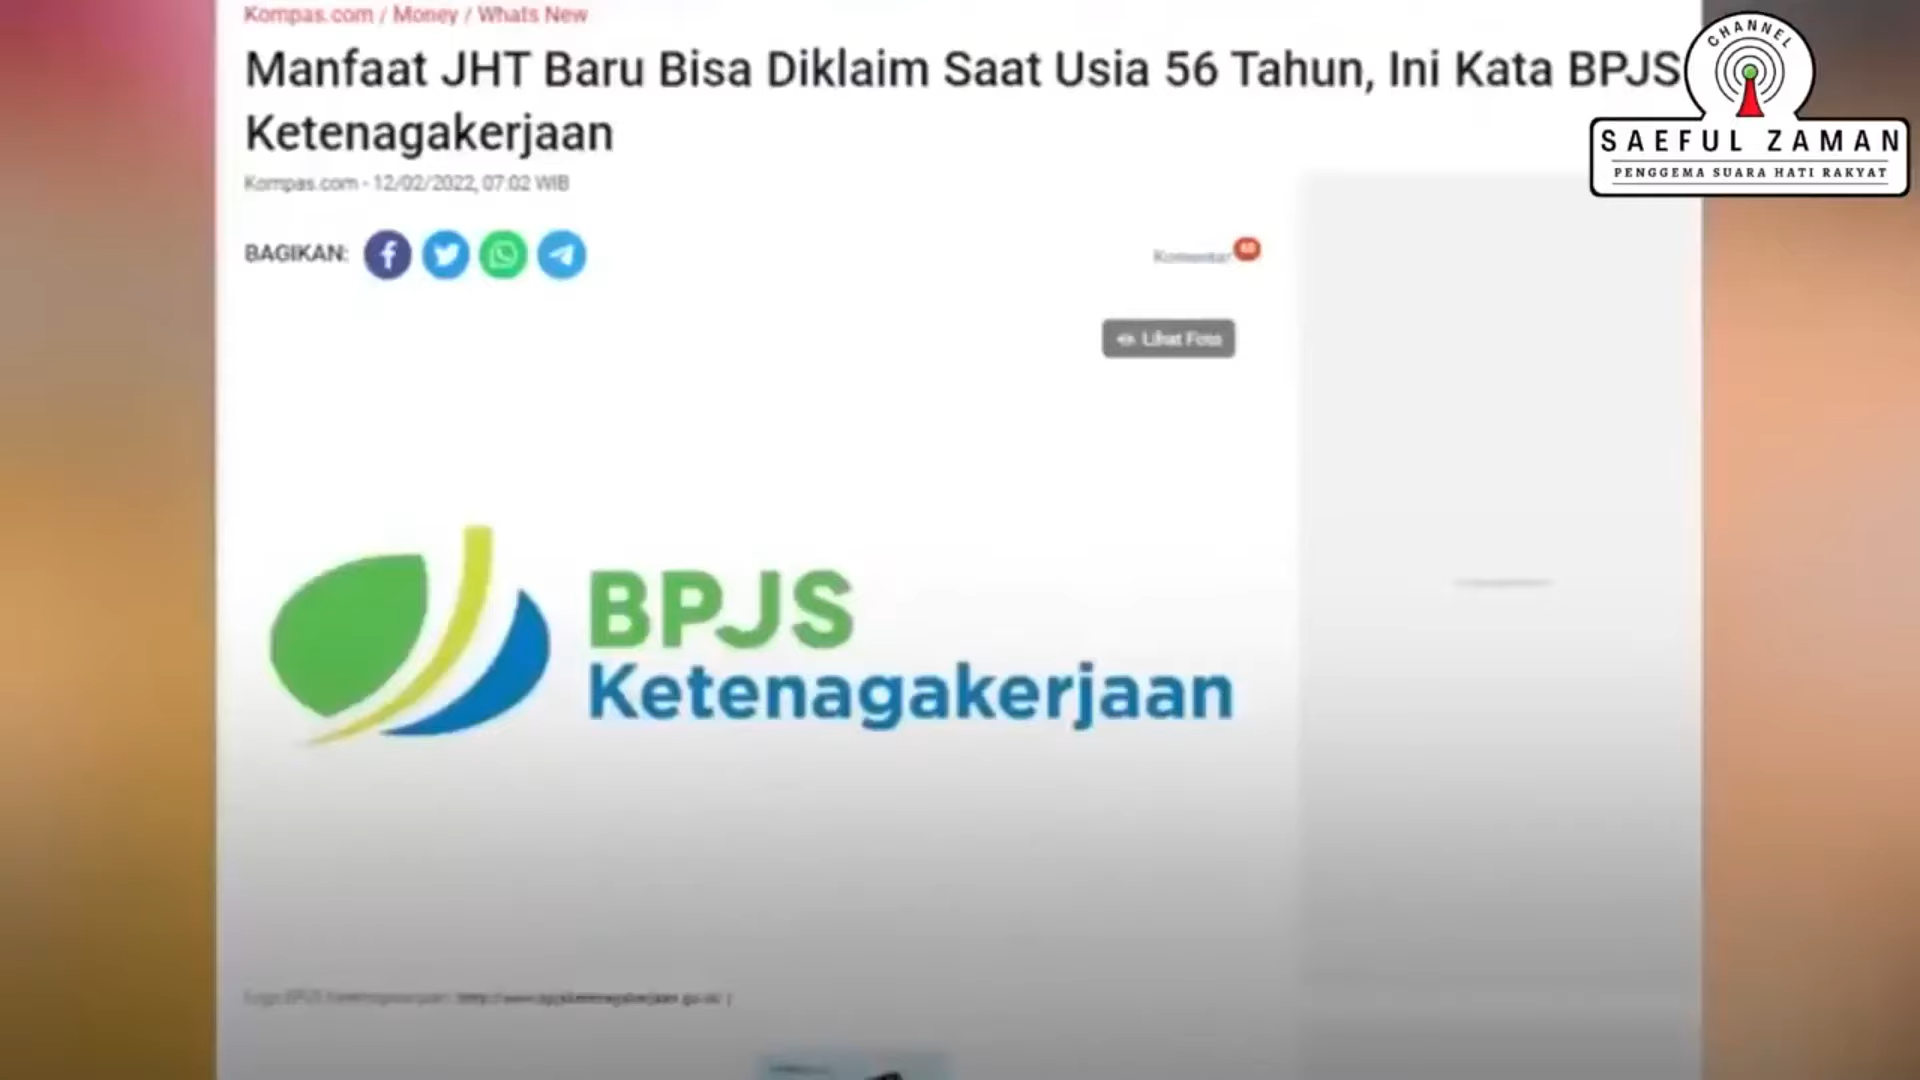 Kompas.com / Money / Whats New
Manfaat JHT Baru Bisa Diklaim Saat Usia 56 Tahun, Ini Kata BPJS
Ketenagakerjaan
Kompas.com - 12/02/2022, 07:02 WIB
BAGIKAN:
Komentar
Lihat Foto
BPJS
Ketenagakerjaan
CHANNEL
SAEFUL ZAMAN
PENGGEMA SUARA HATI RAKYAT